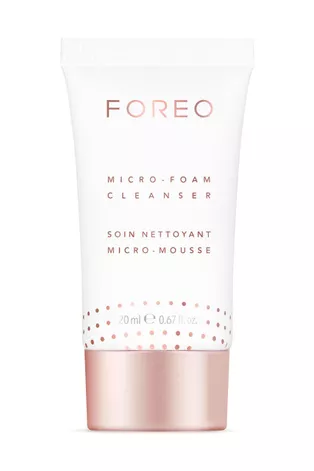 FOREO
MICRO-FOAM
CLEANSER
SOIN NETTOYANT
MICRO-MOUSSE
20 ml ℮ 0.67 fl. oz.